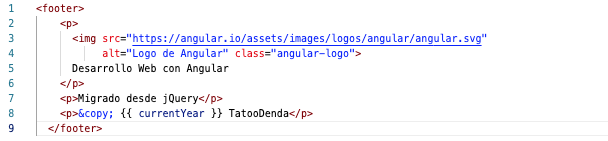 1 <footer>
2 <p>
3 <img src="https://angular.io/assets/images/logos/angular/angular.svg"
4 alt="Logo de Angular" class="angular-logo">
5 Desarrollo Web con Angular
6 </p>
7 <p>Migrado desde jQuery</p>
8 <p>&copy; {{ currentYear }} TatooDenda</p>
9 </footer>